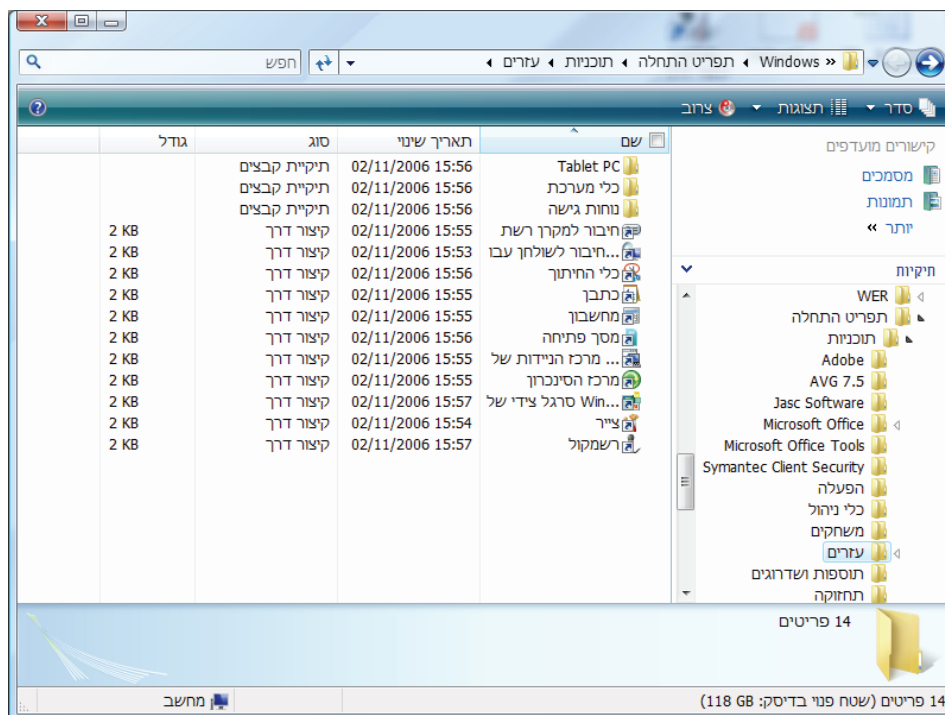 Windows » תפריט התחלה ◂ תוכניות ◂ עזרים ◂
חפש
סדר תצוגות צרוב
קישורים מועדפים
מסמכים
תמונות
יותר »
תיקיות
WER
תפריט התחלה
תוכניות
Adobe
AVG 7.5
Jasc Software
Microsoft Office
Microsoft Office Tools
Symantec Client Security
הפעלה
כלי ניהול
משחקים
עזרים
תוספות ושדרוגים
תחזוקה
שם תאריך שינוי סוג גודל
Tablet PC 02/11/2006 15:56 תיקיית קבצים
כלי מערכת 02/11/2006 15:56 תיקיית קבצים
נוחות גישה 02/11/2006 15:56 תיקיית קבצים
חיבור למקרן רשת 02/11/2006 15:55 קיצור דרך 2 KB
חיבור לשולחן עבו... 02/11/2006 15:53 קיצור דרך 2 KB
כלי החיתוך 02/11/2006 15:56 קיצור דרך 2 KB
כתבן 02/11/2006 15:55 קיצור דרך 2 KB
מחשבון 02/11/2006 15:55 קיצור דרך 2 KB
מסך פתיחה 02/11/2006 15:56 קיצור דרך 2 KB
מרכז הניידות של ... 02/11/2006 15:55 קיצור דרך 2 KB
מרכז הסינכרון 02/11/2006 15:55 קיצור דרך 2 KB
סרגל צידי של Win... 02/11/2006 15:57 קיצור דרך 2 KB
צייר 02/11/2006 15:54 קיצור דרך 2 KB
רשמקול 02/11/2006 15:57 קיצור דרך 2 KB
14 פריטים
14 פריטים (שטח פנוי בדיסק: 118 GB) מחשב